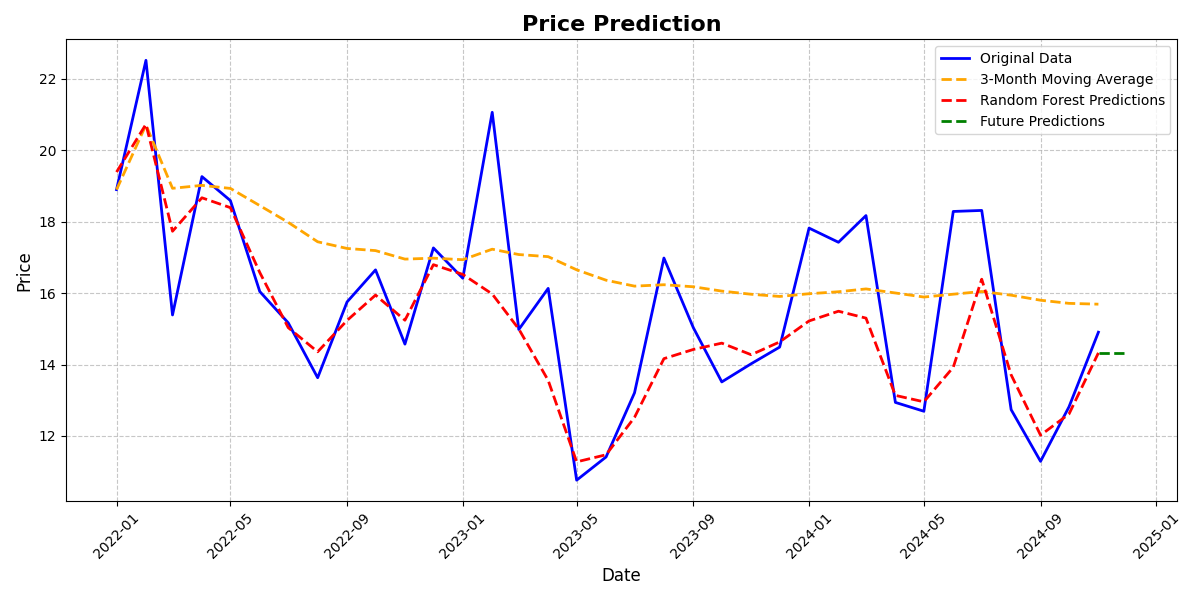 Price Prediction
Original Data
3-Month Moving Average
Random Forest Predictions
Future Predictions
Price
22
20
18
16
14
12
2022-01
2022-05
2022-09
2023-01
2023-05
2023-09
2024-01
2024-05
2024-09
2025-01
Date